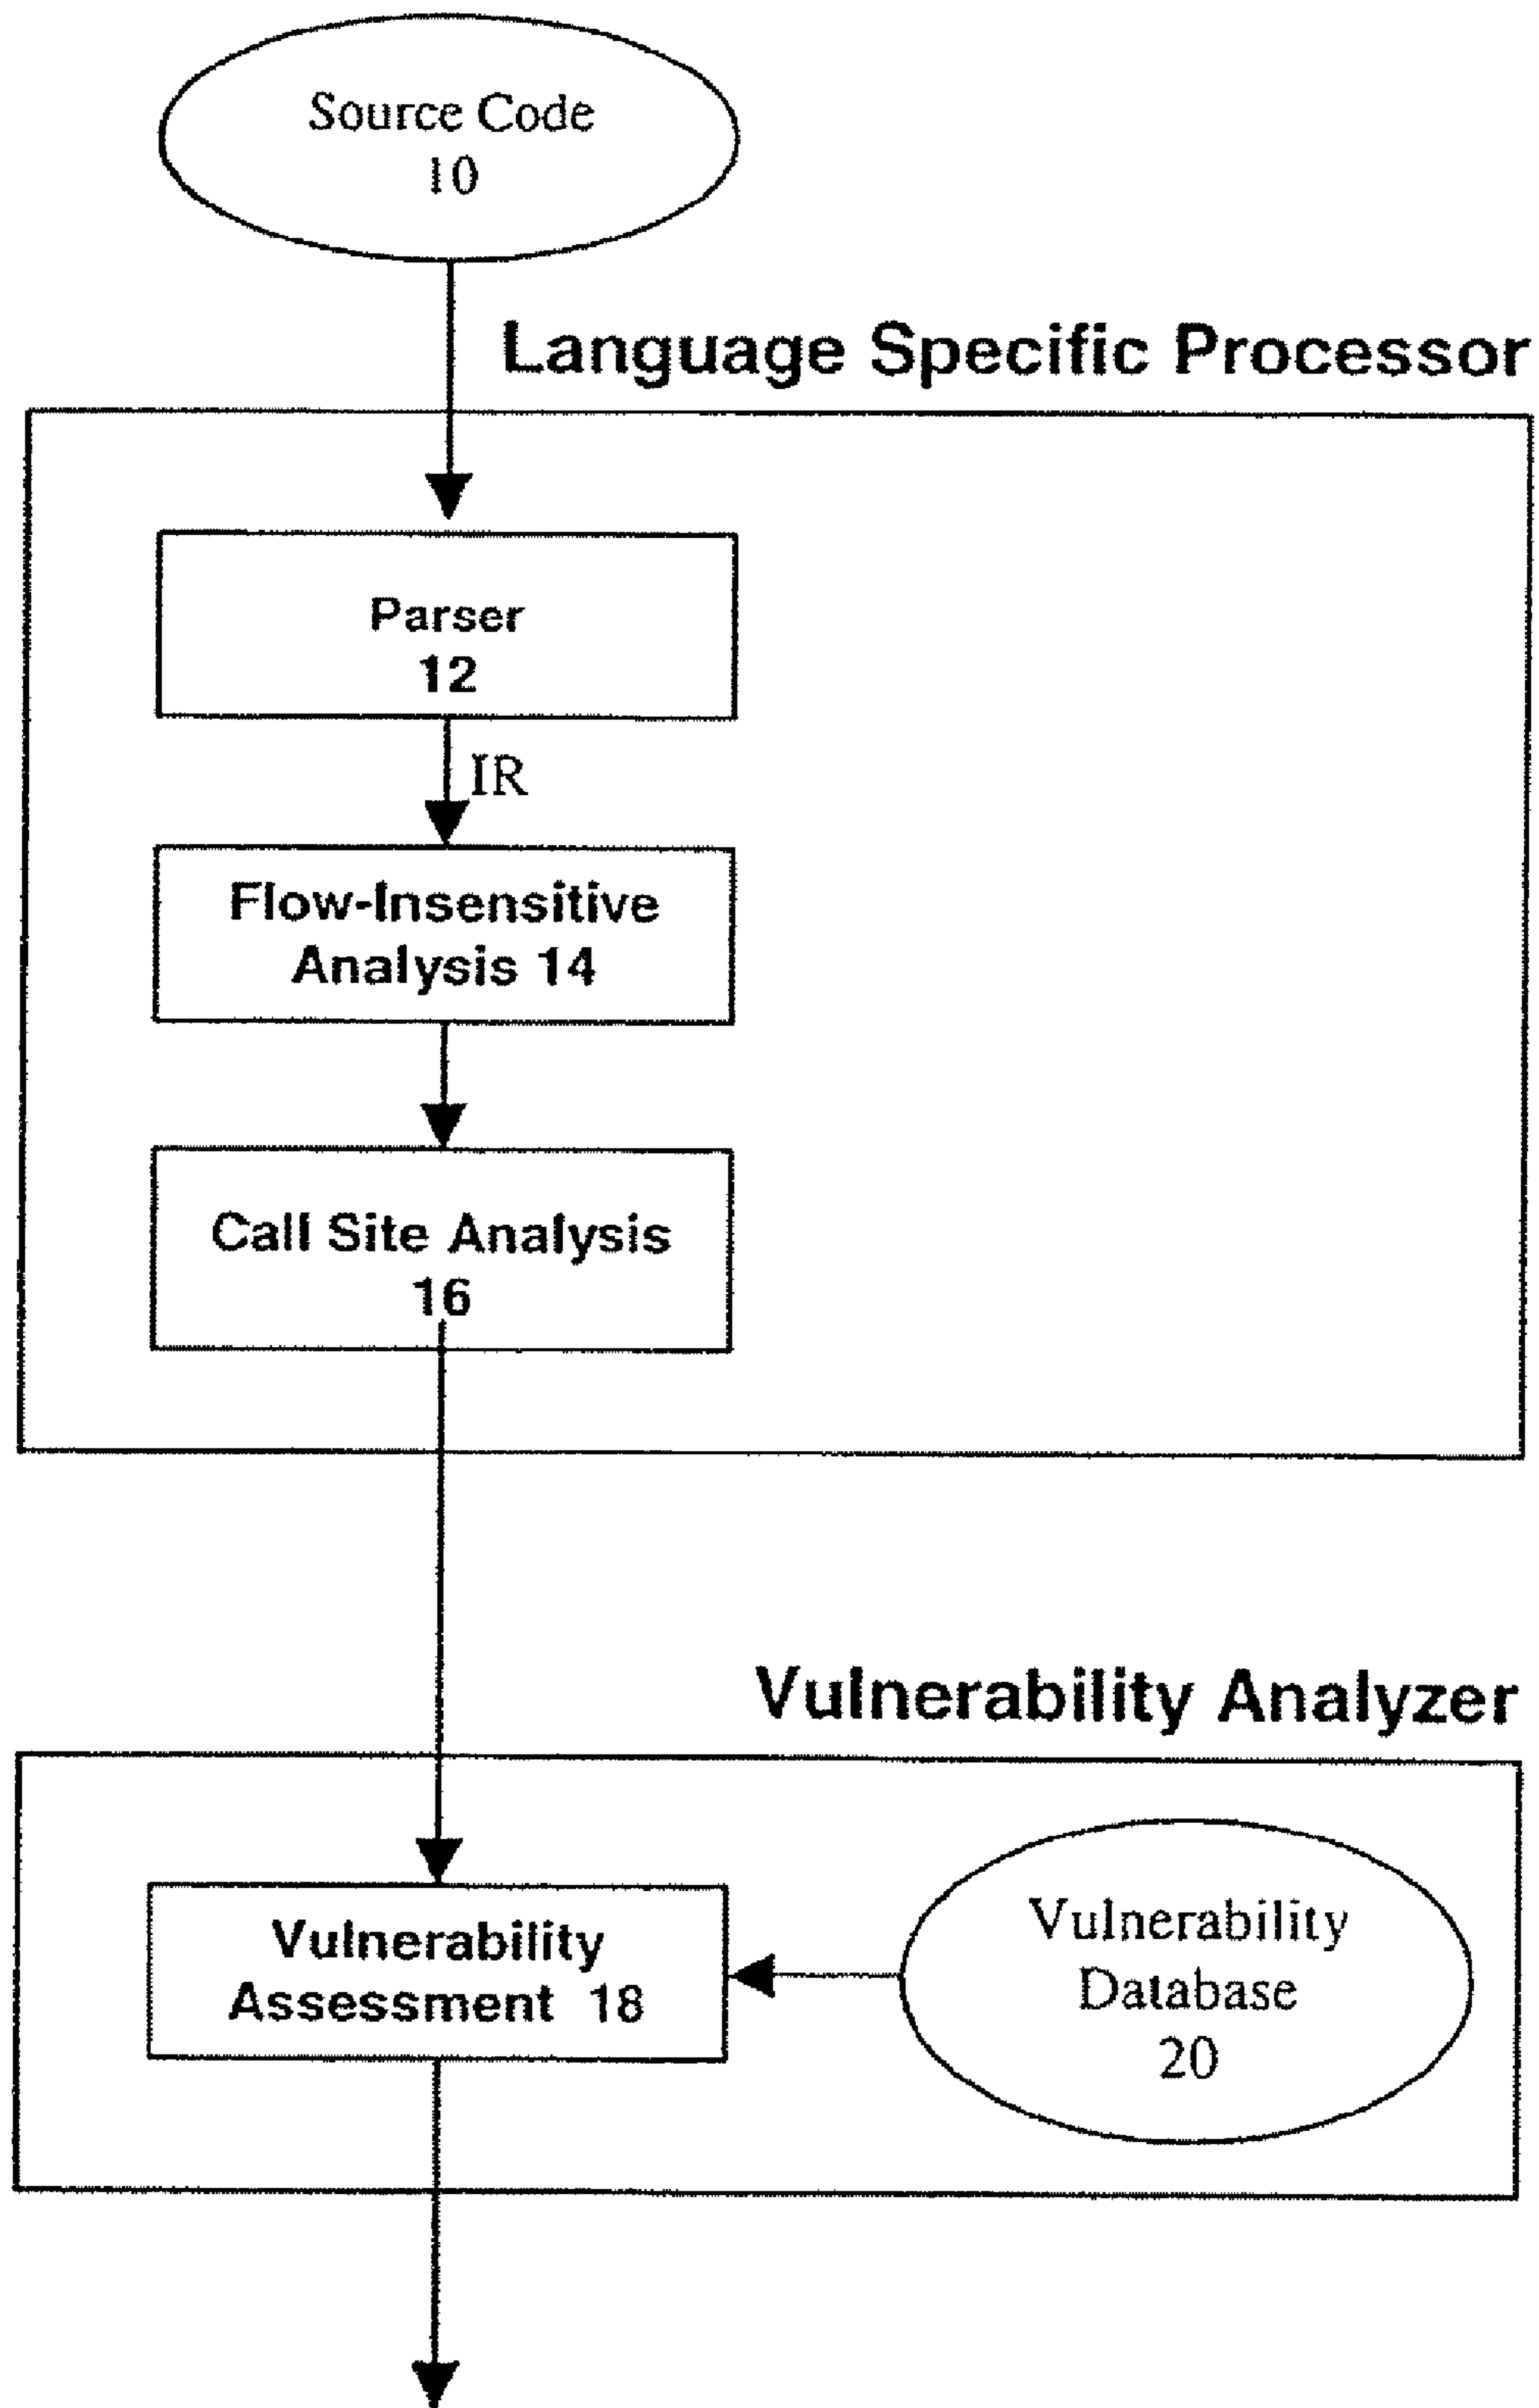 Source Code
10
Language Specific Processor
Parser
12
IR
Flow-Insensitive
Analysis 14
Call Site Analysis
16
Vulnerability Analyzer
Vulnerability
Assessment 18
Vulnerability
Database
20